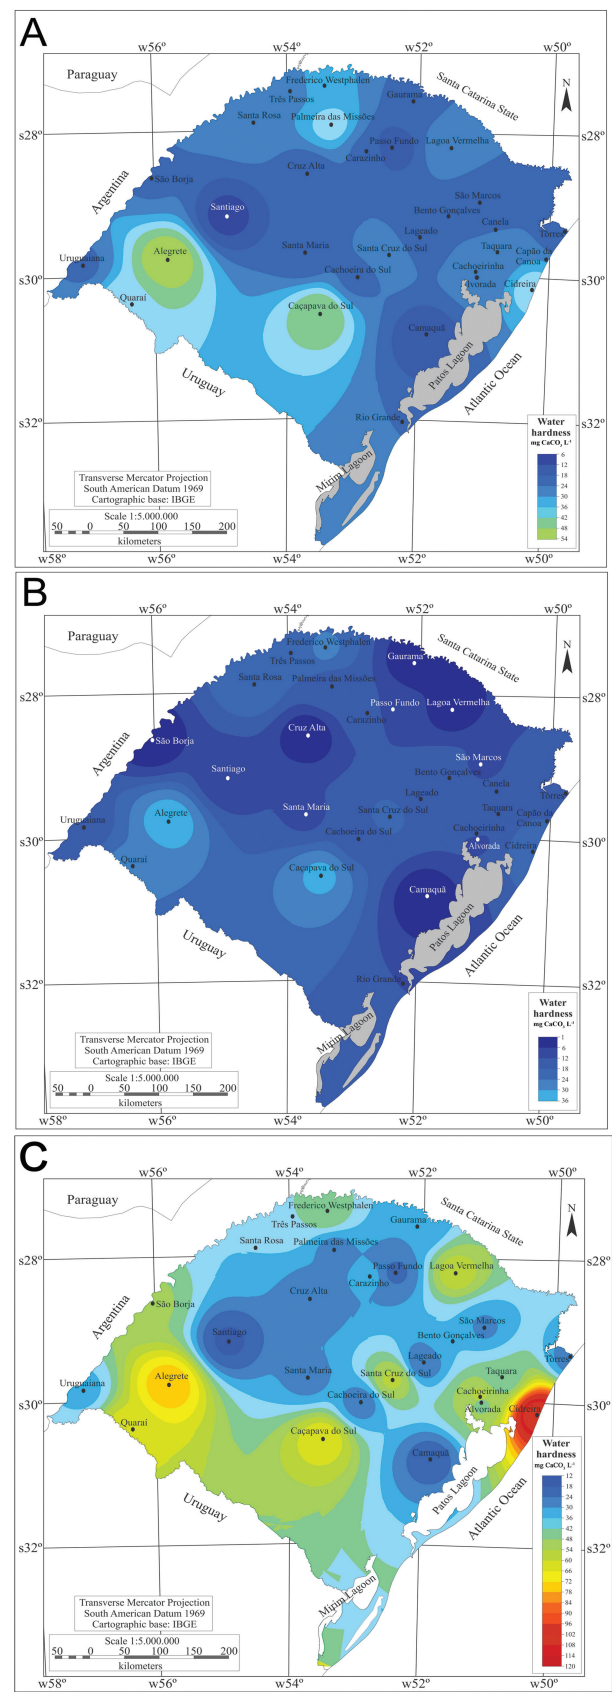 A
w56º
w54º
w52º
w50º
Paraguay
Frederico Westphalen
Santa Catarina State
N
Três Passos
Gaurama
Santa Rosa
Palmeira das Missões
s28º
Passo Fundo
Lagoa Vermelha
Carazinho
Cruz Alta
Argentina
São Borja
São Marcos
Santiago
Bento Gonçalves
Canela
Lageado
Torres
Santa Maria
Santa Cruz do Sul
Taquara
Capão da
Canoa
Alegrete
Uruguaiana
Cachoeira do Sul
Cachoeirinha
s30º
Alvorada
Cidreira
Quaraí
Caçapava do Sul
Camaquã
Patos Lagoon
Uruguay
Atlantic Ocean
Rio Grande
s32º
Mirim Lagoon
Water
hardness
mg CaCO₃ L⁻¹
6
12
18
24
30
36
42
48
54
Transverse Mercator Projection
South American Datum 1969
Cartographic base: IBGE
Scale 1:5.000.000
50 0 50 100 150 200
kilometers
w58º
w56º
w54º
w52º
w50º
B
w56º
w54º
w52º
w50º
Paraguay
Frederico Westphalen
Santa Catarina State
N
Três Passos
Gaurama
Santa Rosa
Palmeira das Missões
s28º
Passo Fundo
Lagoa Vermelha
Carazinho
Cruz Alta
Argentina
São Borja
São Marcos
Santiago
Bento Gonçalves
Canela
Lageado
Torres
Santa Maria
Santa Cruz do Sul
Taquara
Capão da
Canoa
Alegrete
Uruguaiana
Cachoeira do Sul
Cachoeirinha
s30º
Alvorada
Cidreira
Quaraí
Caçapava do Sul
Camaquã
Patos Lagoon
Uruguay
Atlantic Ocean
Rio Grande
s32º
Mirim Lagoon
Water
hardness
mg CaCO₃ L⁻¹
1
6
12
18
24
30
36
Transverse Mercator Projection
South American Datum 1969
Cartographic base: IBGE
Scale 1:5.000.000
50 0 50 100 150 200
kilometers
w58º
w56º
w54º
w52º
w50º
C
w56º
w54º
w52º
w50º
Paraguay
Frederico Westphalen
Santa Catarina State
N
Três Passos
Gaurama
Santa Rosa
Palmeira das Missões
s28º
Passo Fundo
Lagoa Vermelha
Carazinho
Cruz Alta
Argentina
São Borja
São Marcos
Santiago
Bento Gonçalves
Lageado
Torres
Santa Maria
Santa Cruz do Sul
Taquara
Alegrete
Uruguaiana
Cachoeira do Sul
Cachoeirinha
s30º
Alvorada
Cidreira
Quaraí
Caçapava do Sul
Camaquã
Patos Lagoon
Uruguay
Atlantic Ocean
s32º
Mirim Lagoon
Water
hardness
mg CaCO₃ L⁻¹
12
18
24
30
36
42
48
54
60
66
72
78
84
90
96
102
108
114
120
Transverse Mercator Projection
South American Datum 1969
Cartographic base: IBGE
Scale 1:5.000.000
50 0 50 100 150 200
kilometers
w58º
w56º
w54º
w52º
w50º